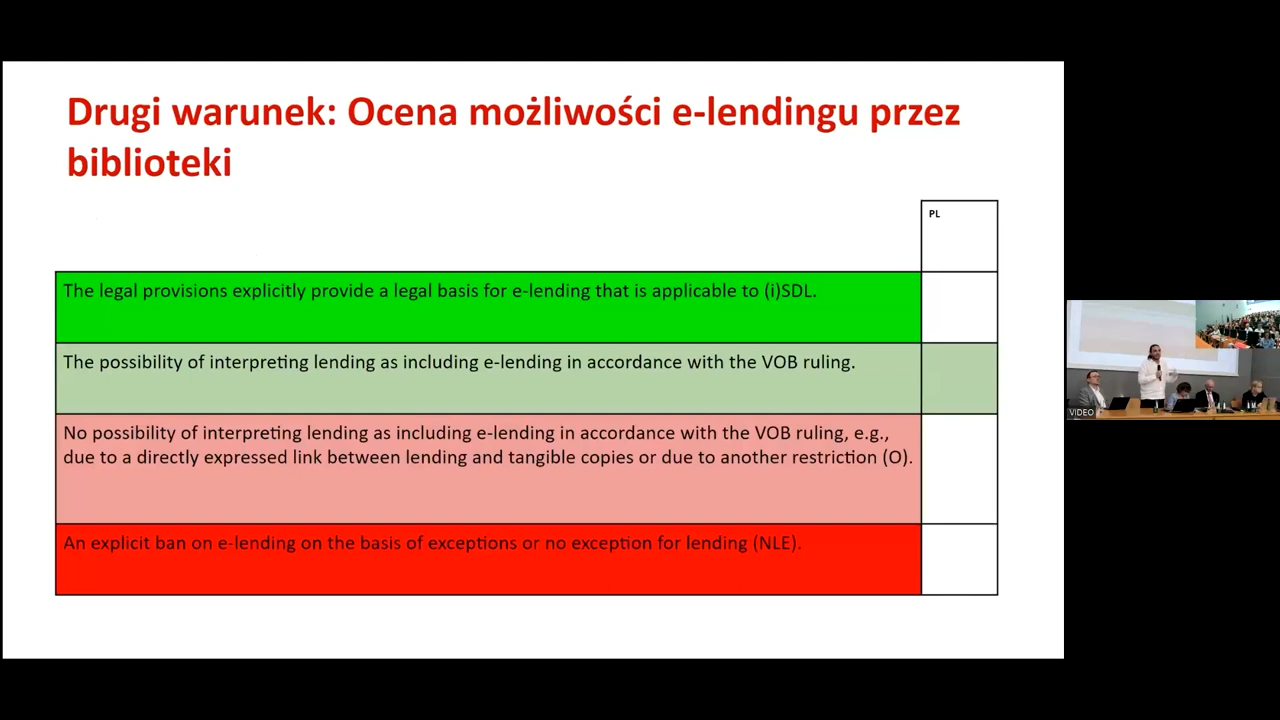 Drugi warunek: Ocena możliwości e-lendingu przez
biblioteki
PL
The legal provisions explicitly provide a legal basis for e-lending that is applicable to (i)SDL.
The possibility of interpreting lending as including e-lending in accordance with the VOB ruling.
No possibility of interpreting lending as including e-lending in accordance with the VOB ruling, e.g.,
due to a directly expressed link between lending and tangible copies or due to another restriction (O).
An explicit ban on e-lending on the basis of exceptions or no exception for lending (NLE).
VIDEO